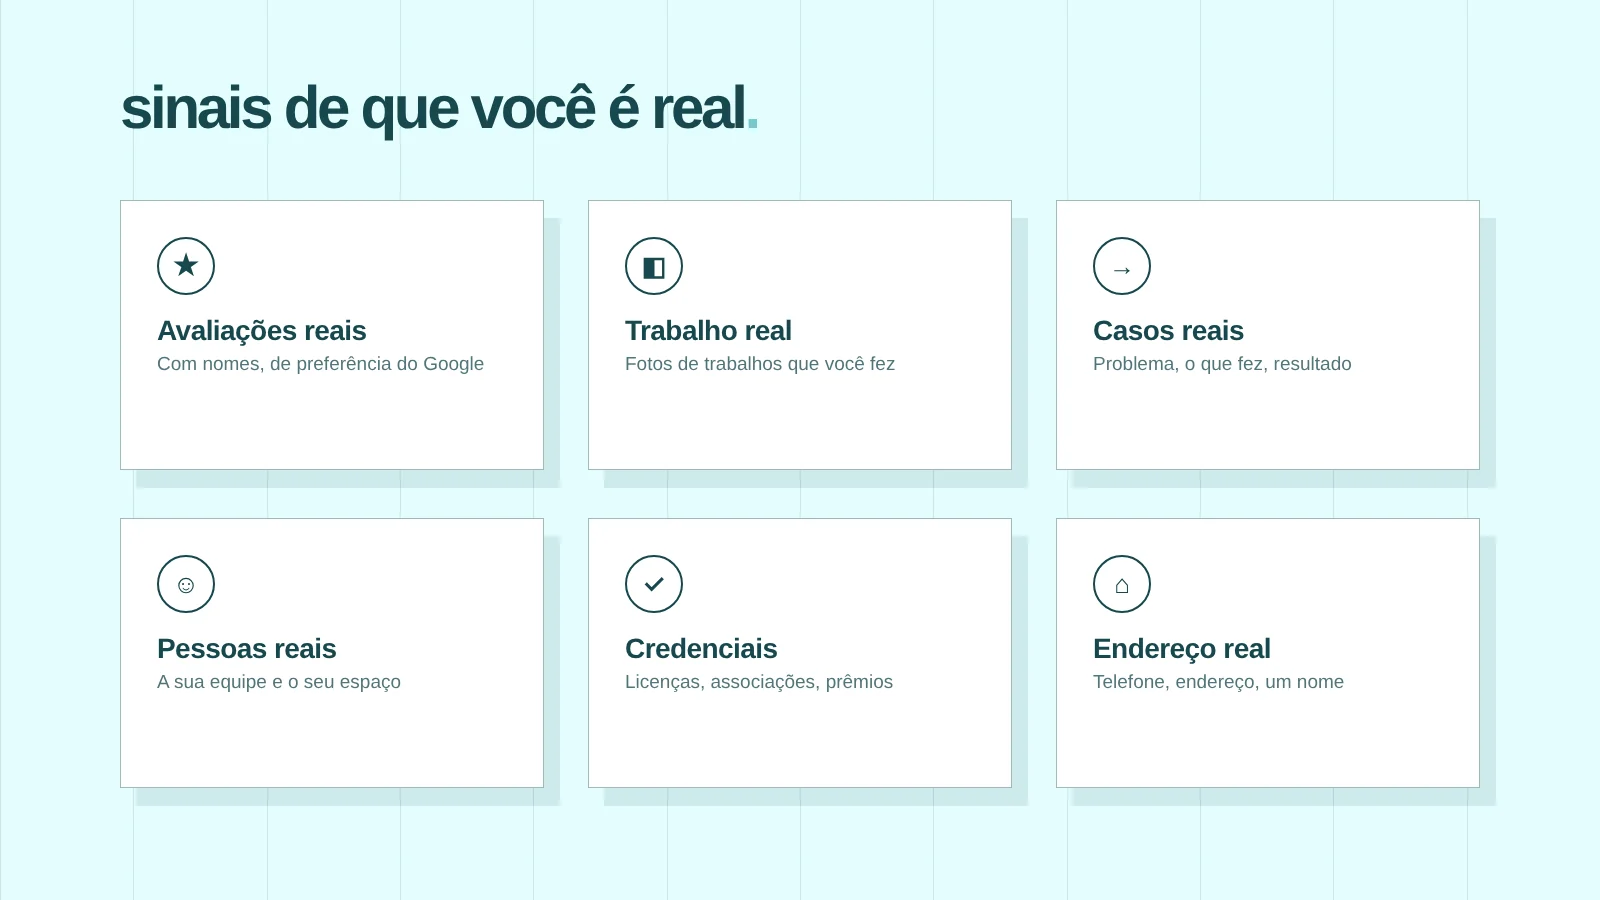 sinais de que você é real.
Avaliações reais
Com nomes, de preferência do Google
Trabalho real
Fotos de trabalhos que você fez
Casos reais
Problema, o que fez, resultado
Pessoas reais
A sua equipe e o seu espaço
Credenciais
Licenças, associações, prêmios
Endereço real
Telefone, endereço, um nome